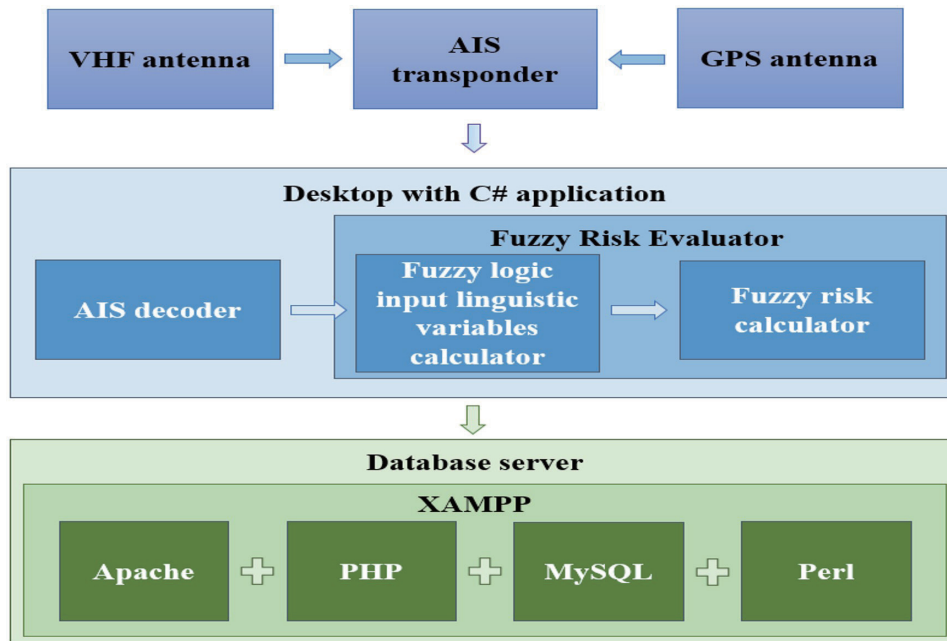 VHF antenna
AIS
transponder
GPS antenna
Desktop with C# application
Fuzzy Risk Evaluator
AIS decoder
Fuzzy logic
input linguistic
variables
calculator
Fuzzy risk
calculator
Database server
XAMPP
Apache
PHP
MySQL
Perl